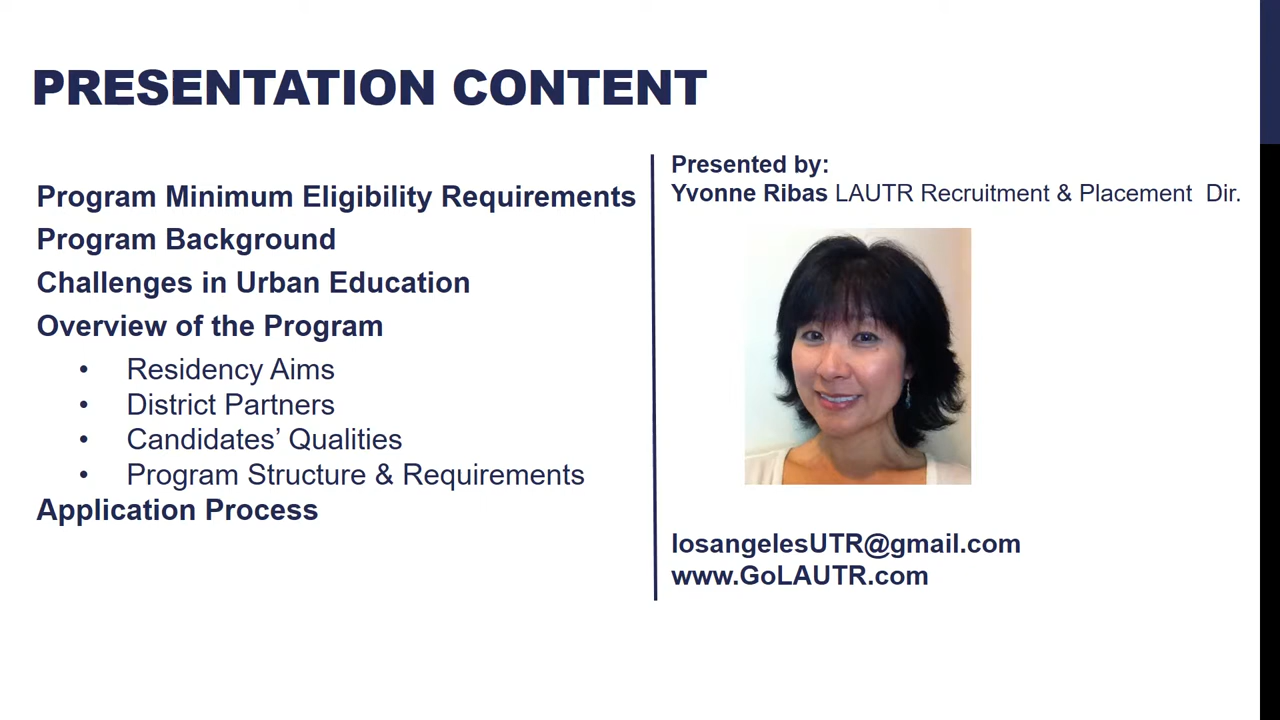 PRESENTATION CONTENT
Program Minimum Eligibility Requirements
Program Background
Challenges in Urban Education
Overview of the Program
• Residency Aims
• District Partners
• Candidates’ Qualities
• Program Structure & Requirements
Application Process
Presented by:
Yvonne Ribas LAUTR Recruitment & Placement Dir.
losangelesUTR@gmail.com
www.GoLAUTR.com